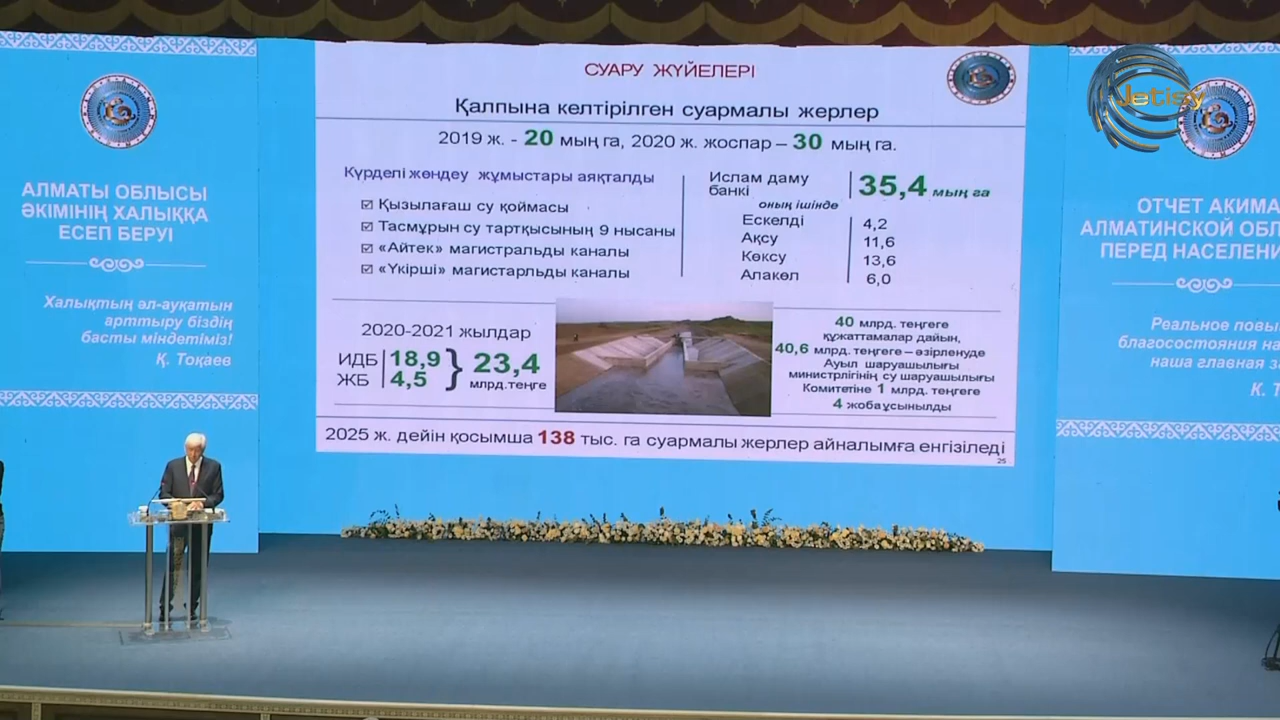 АЛМАТЫ ОБЛЫСЫ
ӘКІМІНІҢ ХАЛЫҚҚА
ЕСЕП БЕРУІ
Халықтың әл-ауқатын
арттыру біздің
басты міндетіміз!
Қ. Тоқаев
СУАРУ ЖҮЙЕЛЕРІ
Қалпына келтірілген суармалы жерлер
2019 ж. - 20 мың га, 2020 ж. жоспар – 30 мың га.
Күрделі жөндеу жұмыстары аяқталды
☑ Қызылағаш су қоймасы
☑ Тасмұрын су тартқысының 9 нысаны
☑ «Айтек» магистральды каналы
☑ «Үкірші» магистарльды каналы
Ислам даму
банкі
35,4 мың га
оның ішінде
Ескелді 4,2
Ақсу 11,6
Көксу 13,6
Алакөл 6,0
2020-2021 жылдар
ИДБ 18,9
ЖБ 4,5
} 23,4
млрд.теңге
40 млрд. теңгеге
құжаттамалар дайын,
40,6 млрд. теңгеге – әзірленуде
Ауыл шаруашылығы
министрлігінің су шаруашылығы
Комитетіне 1 млрд. теңгеге
4 жоба ұсынылды
2025 ж. дейін қосымша 138 тыс. га суармалы жерлер айналымға енгізіледі
25
Jetisy
ОТЧЕТ АКИМА
АЛМАТИНСКОЙ ОБЛ
ПЕРЕД НАСЕЛЕНИ
Реальное повы
благосостояния на
наша главная з
К. Т